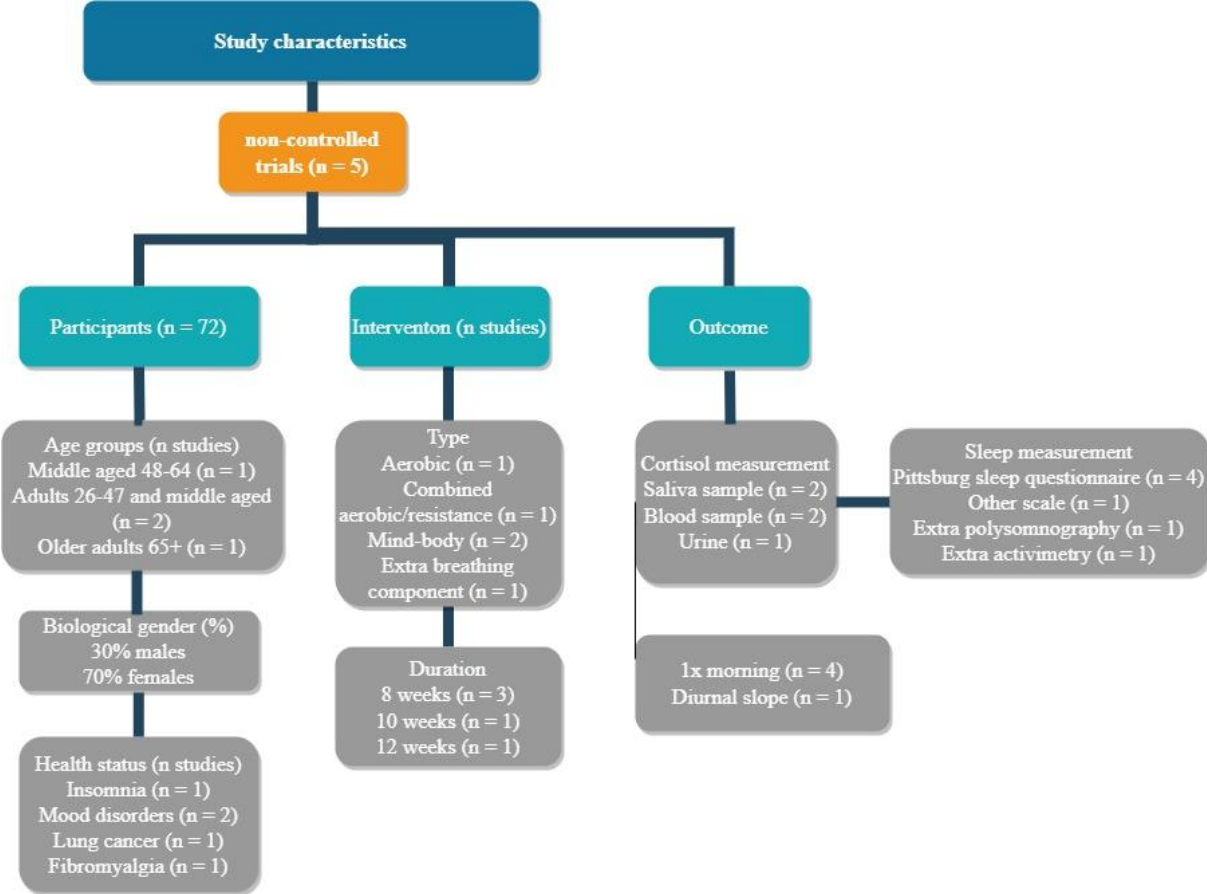 Study characteristics
non-controlled
trials (n = 5)
Participants (n = 72)
Interventon (n studies)
Outcome
Age groups (n studies)
Middle aged 48-64 (n = 1)
Adults 26-47 and middle aged
(n = 2)
Older adults 65+ (n = 1)
Biological gender (%)
30% males
70% females
Health status (n studies)
Insomnia (n = 1)
Mood disorders (n = 2)
Lung cancer (n = 1)
Fibromyalgia (n = 1)
Type
Aerobic (n = 1)
Combined
aerobic/resistance (n = 1)
Mind-body (n = 2)
Extra breathing
component (n = 1)
Duration
8 weeks (n = 3)
10 weeks (n = 1)
12 weeks (n = 1)
Cortisol measurement
Saliva sample (n = 2)
Blood sample (n = 2)
Urine (n = 1)
1x morning (n = 4)
Diurnal slope (n = 1)
Sleep measurement
Pittsburg sleep questionnaire (n = 4)
Other scale (n = 1)
Extra polysomnography (n = 1)
Extra activimetry (n = 1)